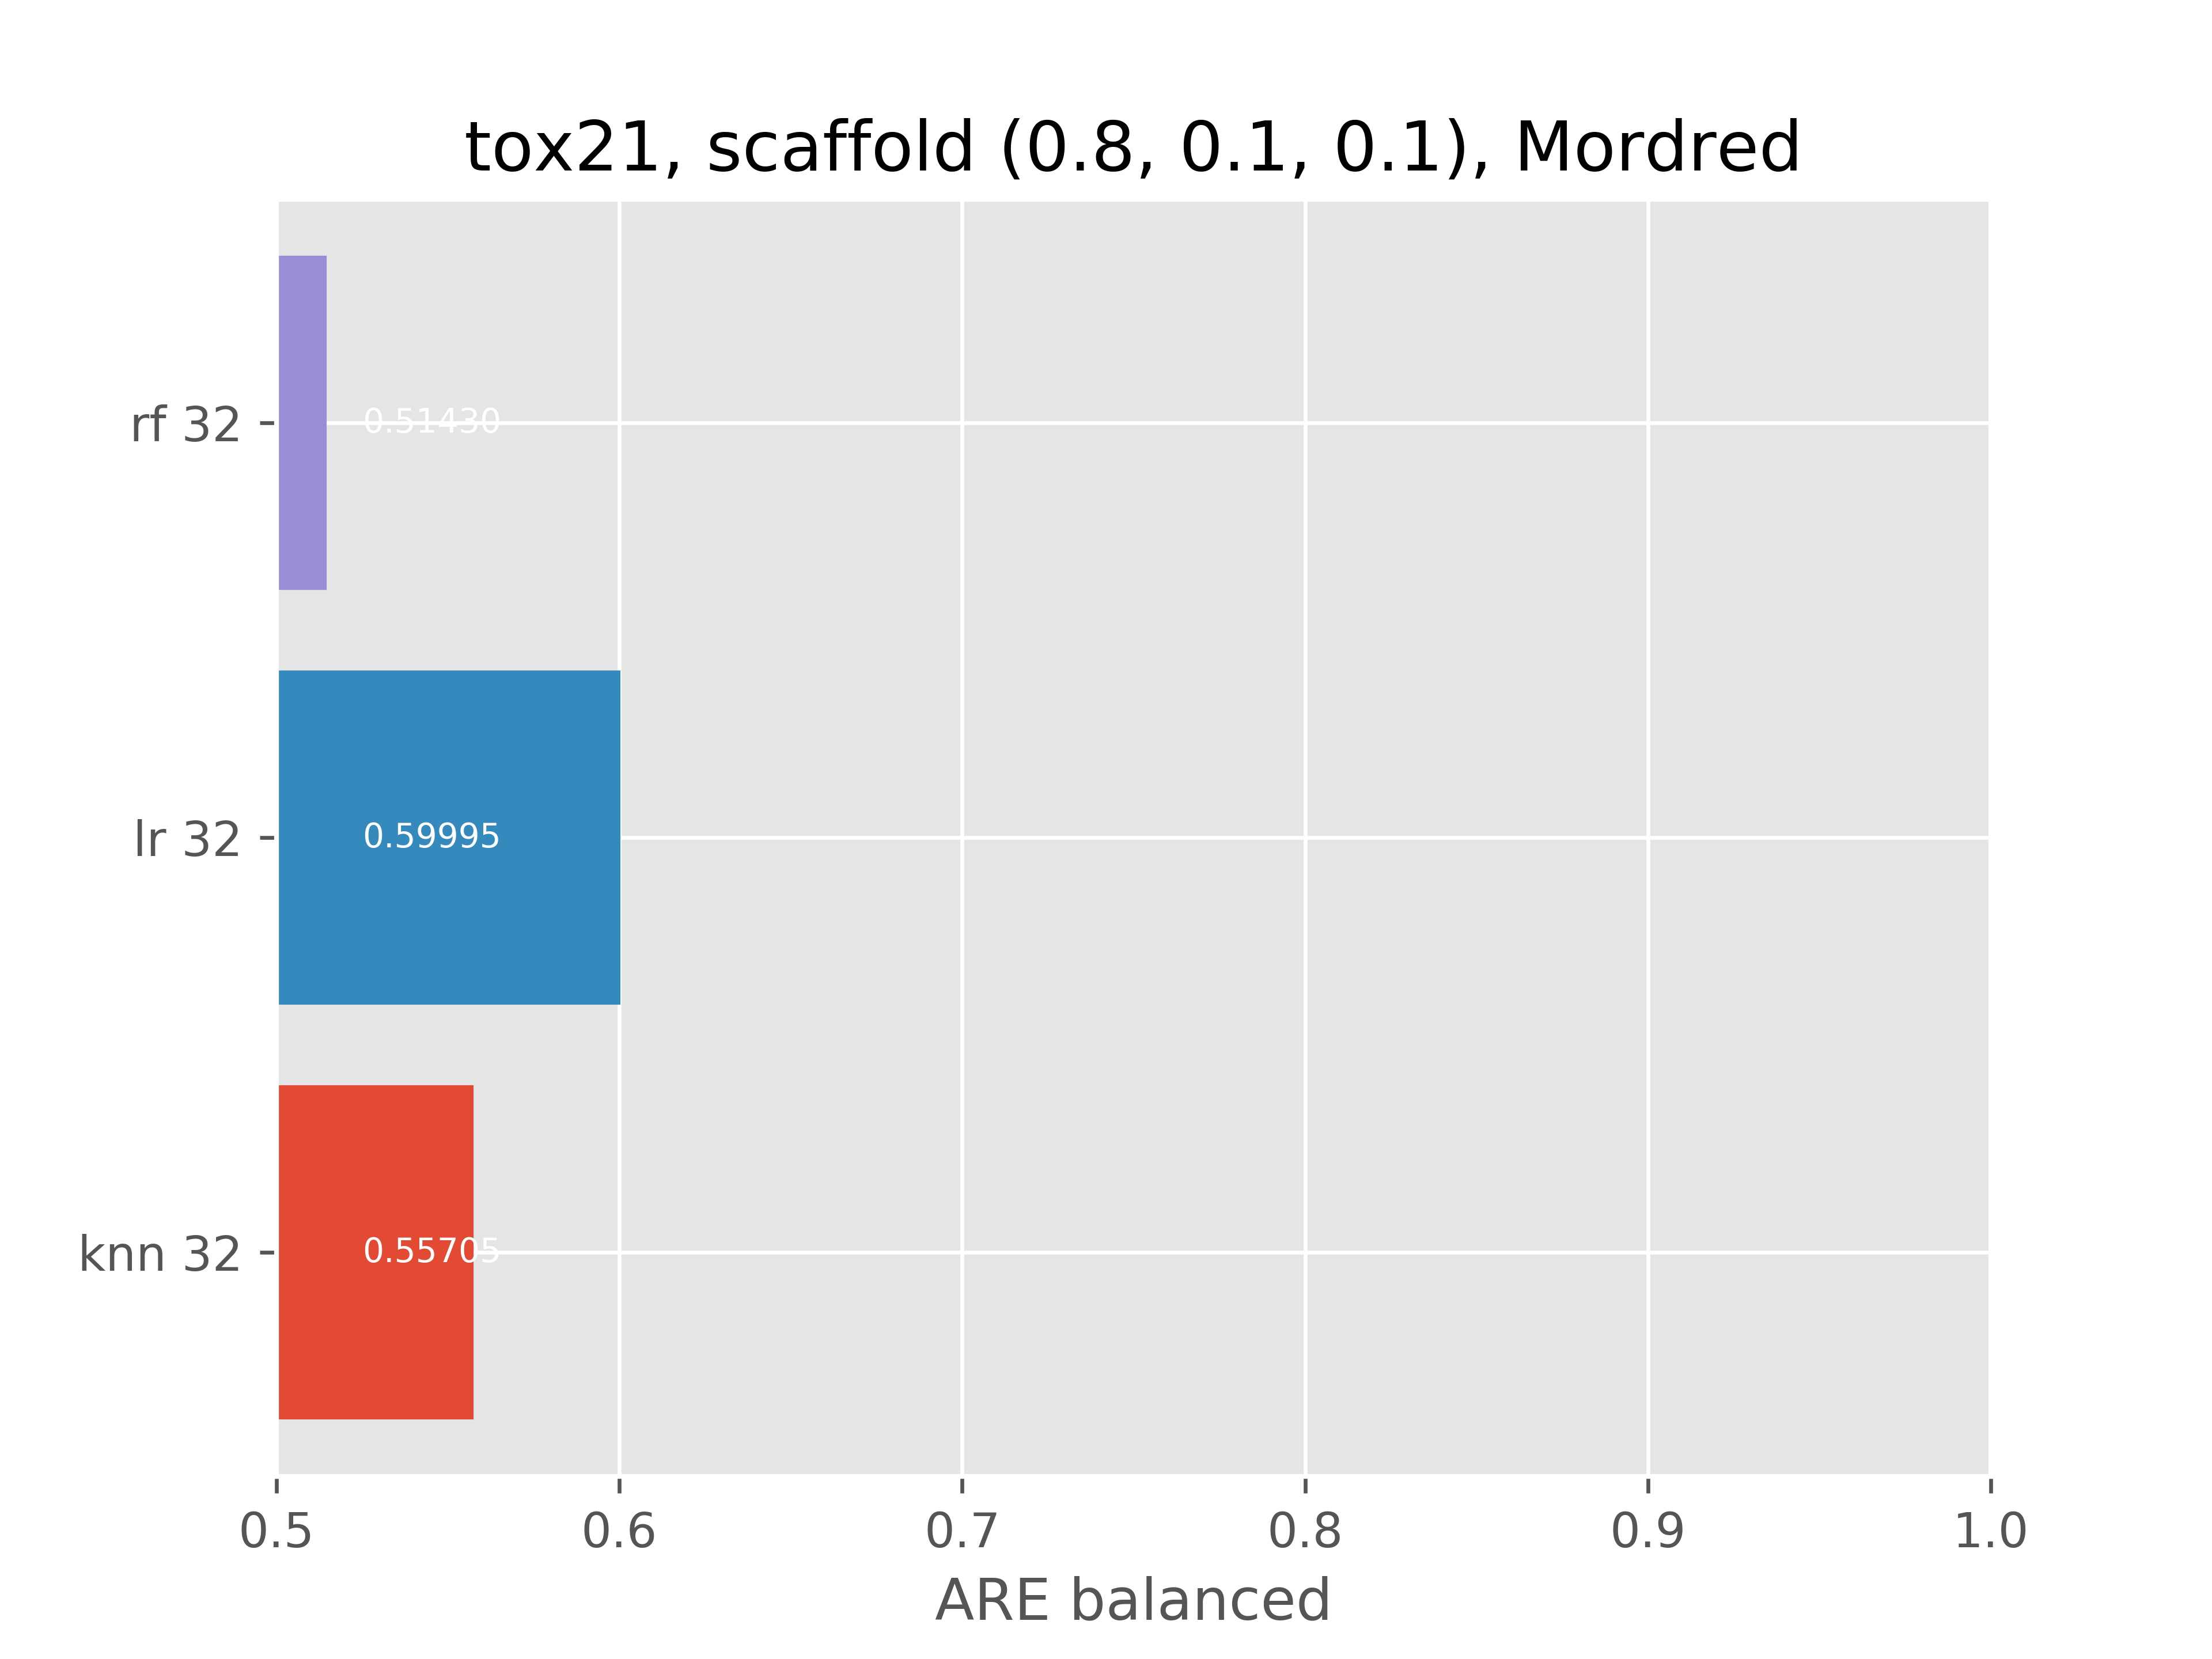 tox21, scaffold (0.8, 0.1, 0.1), Mordred
rf 32
0.51430
lr 32
0.59995
knn 32
0.55705
0.5 0.6 0.7 0.8 0.9 1.0
ARE balanced